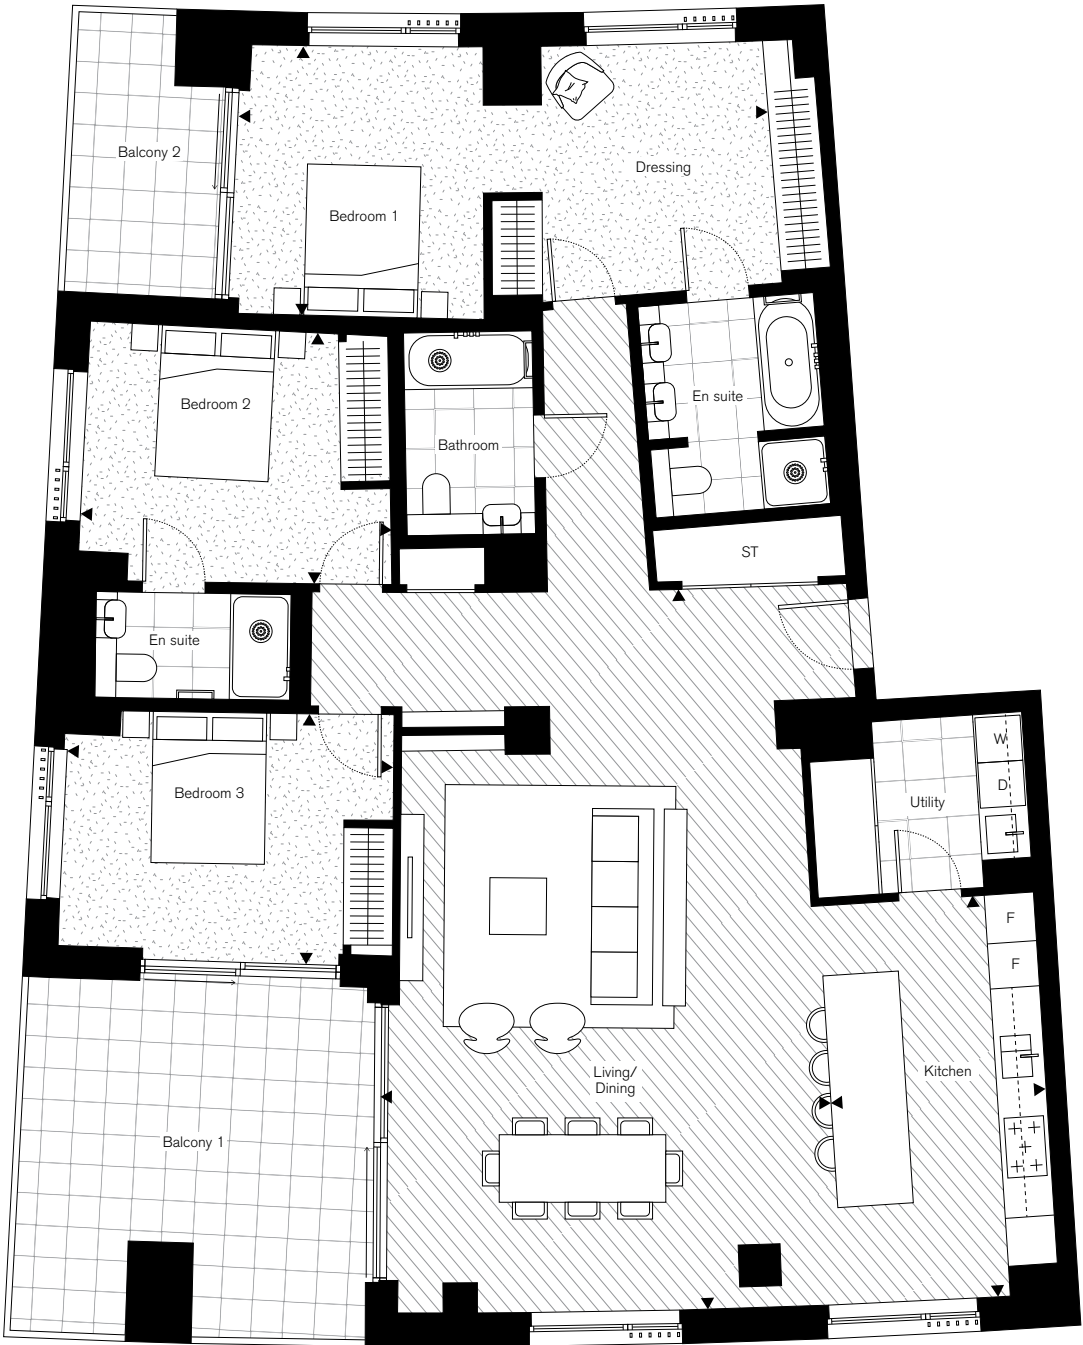 Balcony 2
Dressing
Bedroom 1
Bedroom 2
En suite
Bathroom
ST
En suite
W
Bedroom 3
D
Utility
F
F
Living/
Dining
Kitchen
Balcony 1